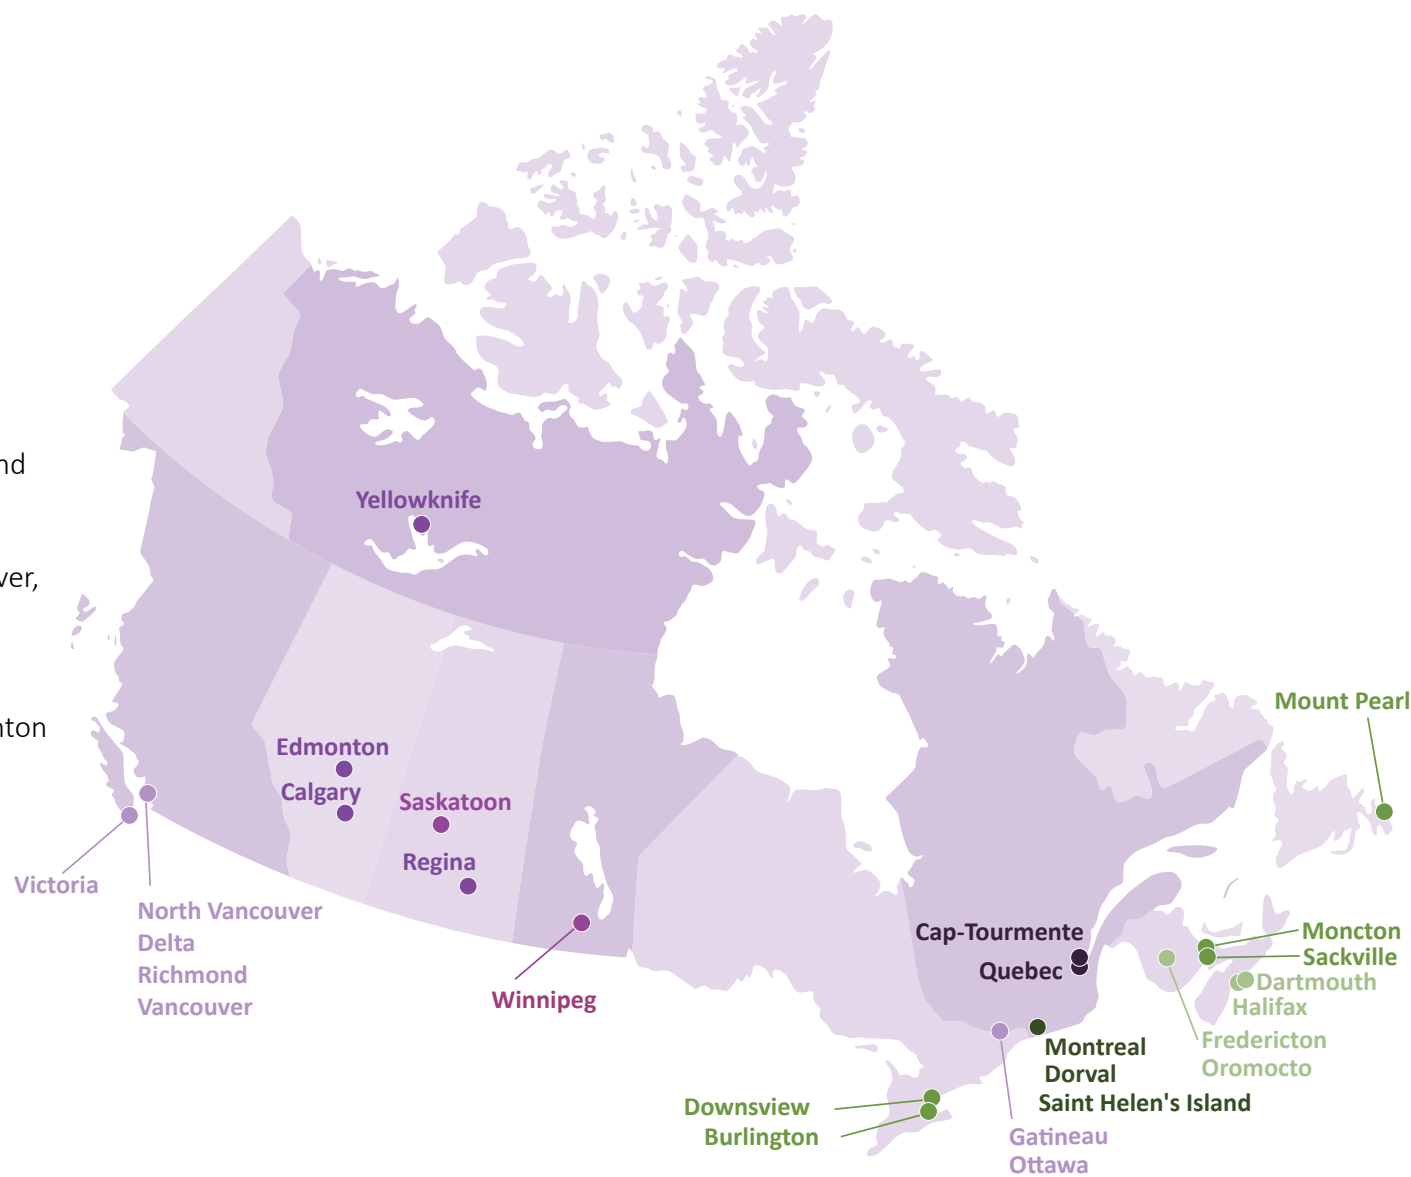 nd
ver,
nton
Yellowknife
Mount Pearl
Edmonton
Calgary
Saskatoon
Regina
Victoria
North Vancouver
Delta
Richmond
Vancouver
Winnipeg
Cap-Tourmente
Quebec
Moncton
Sackville
Dartmouth
Halifax
Fredericton
Oromocto
Montreal
Dorval
Saint Helen's Island
Downsview
Burlington
Gatineau
Ottawa